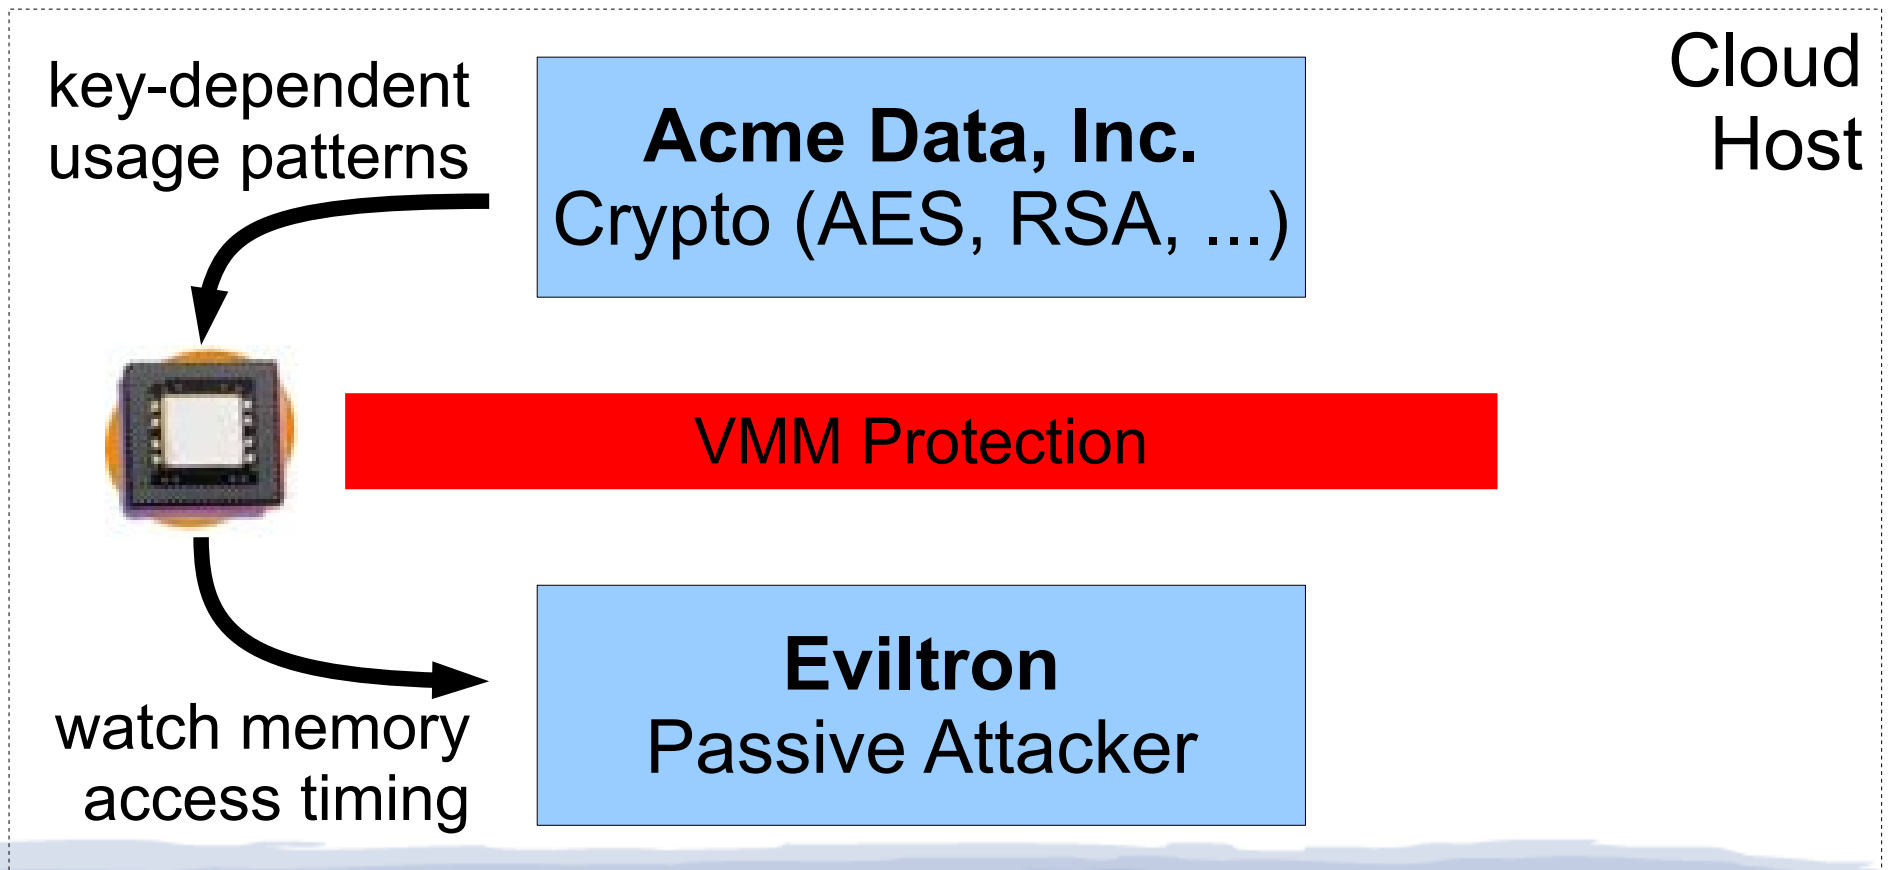 key-dependent
usage patterns
Acme Data, Inc.
Crypto (AES, RSA, ...)
Cloud
Host
VMM Protection
Eviltron
Passive Attacker
watch memory
access timing